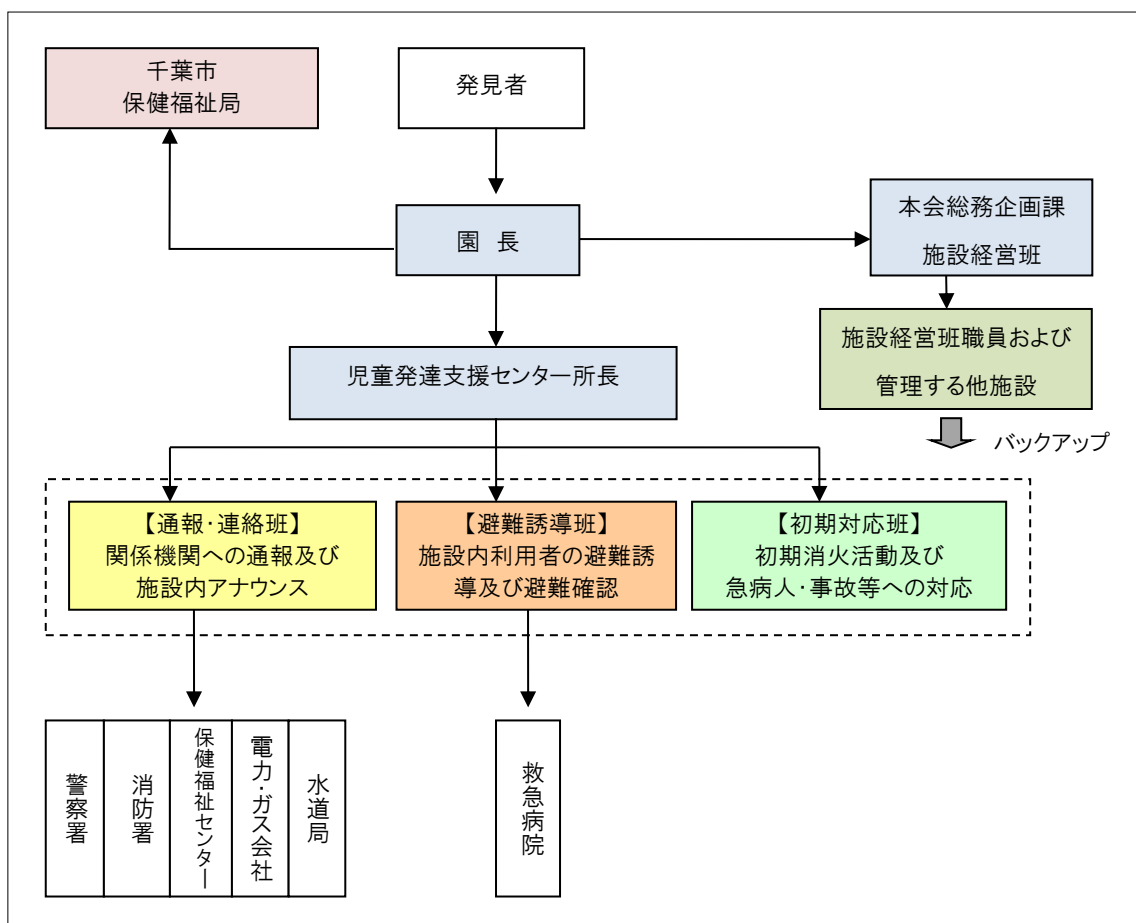 千葉市
保健福祉局
発見者
園 長
本会総務企画課
施設経営班
施設経営班職員および
管理する他施設
児童発達支援センター所長
バックアップ
【通報・連絡班】
関係機関への通報及び
施設内アナウンス
【避難誘導班】
施設内利用者の避難誘
導及び避難確認
【初期対応班】
初期消火活動及び
急病人・事故等への対応
警察署
消防署
保健福祉センター
電力・ガス会社
水道局
救急病院